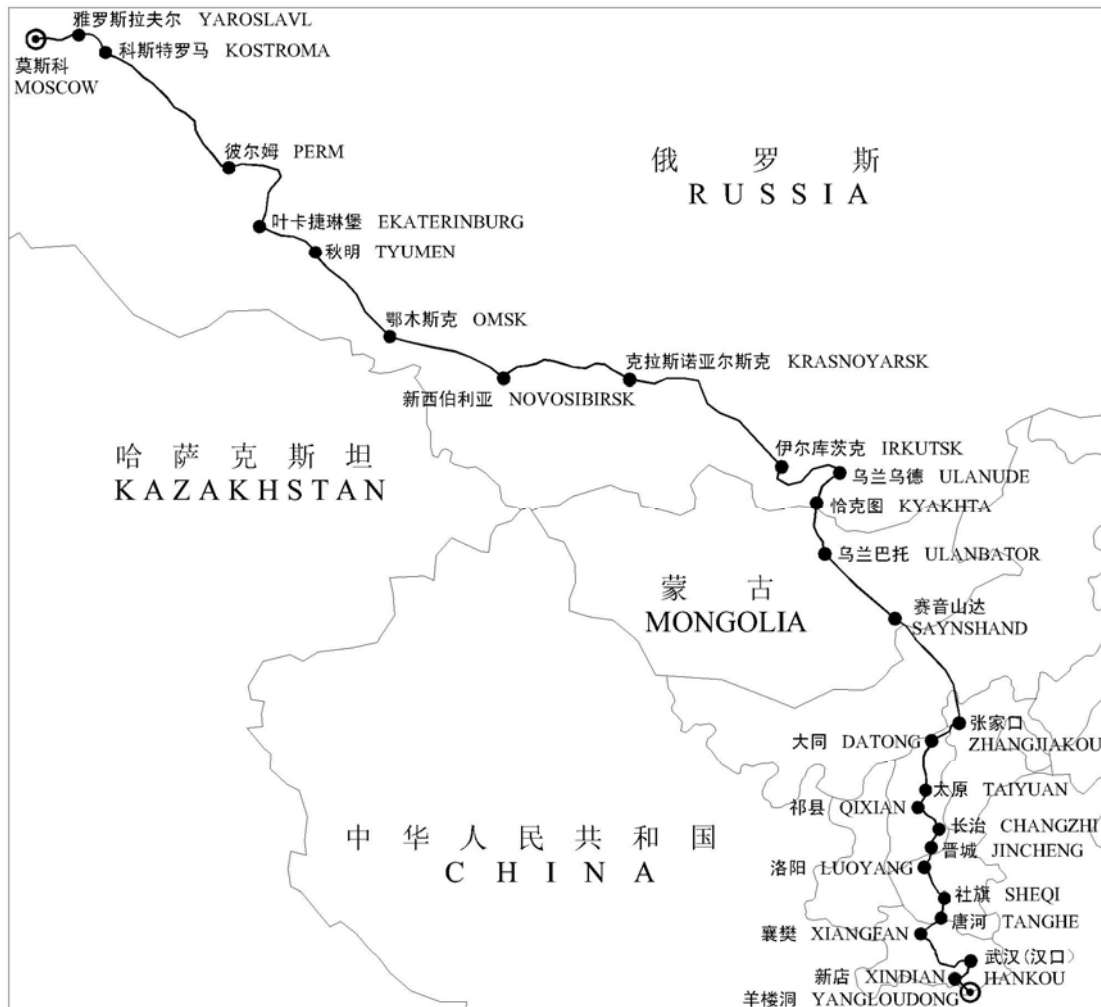 雅罗斯拉夫尔 YAROSLAVL
科斯特罗马 KOSTROMA
莫斯科
MOSCOW
彼尔姆 PERM
俄罗斯
RUSSIA
叶卡捷琳堡 EKATERINBURG
秋明 TYUMEN
鄂木斯克 OMSK
克拉斯诺亚尔斯克 KRASNOYARSK
新西伯利亚 NOVOSIBIRSK
哈萨克斯坦
KAZAKHSTAN
伊尔库茨克 IRKUTSK
乌兰乌德 ULANUDE
恰克图 KYAKHTA
乌兰巴托 ULANBATOR
蒙古
MONGOLIA
赛音山达
SAYNSHAND
张家口
ZHANGJIAKOU
大同 DATONG
太原 TAIYUAN
祁县 QIXIAN
长治 CHANGZHI
晋城 JINCHENG
中华人民共和国
CHINA
洛阳 LUOYANG
社旗 SHEQI
唐河 TANGHE
襄樊 XIANGFAN
武汉(汉口)
HANKOU
新店 XINDIAN
羊楼洞 YANGLOUDONG